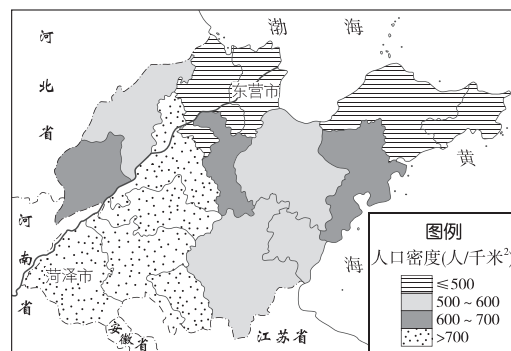 渤 海
河北省
东营市
黄海
河南省
菏泽市
安徽省
江苏省
图例
人口密度(人/千米²)
≤500
500~600
600~700
>700